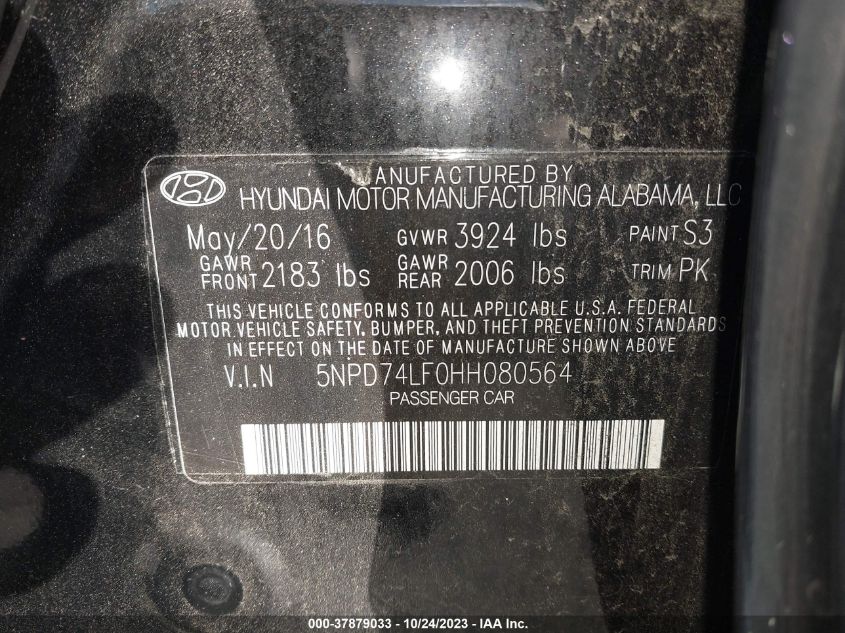 ANUFACTURED BY
HYUNDAI MOTOR MANUFACTURING ALABAMA, LLC
May/20/16 GVWR 3924 lbs PAINT S3
GAWR FRONT 2183 lbs GAWR REAR 2006 lbs TRIM PK
THIS VEHICLE CONFORMS TO ALL APPLICABLE U.S.A. FEDERAL
MOTOR VEHICLE SAFETY, BUMPER, AND THEFT PREVENTION STANDARDS
IN EFFECT ON THE DATE OF MANUFACTURE SHOWN ABOVE
V.I.N 5NPD74LF0HH080564
PASSENGER CAR
000-37879033 - 10/24/2023 - IAA Inc.